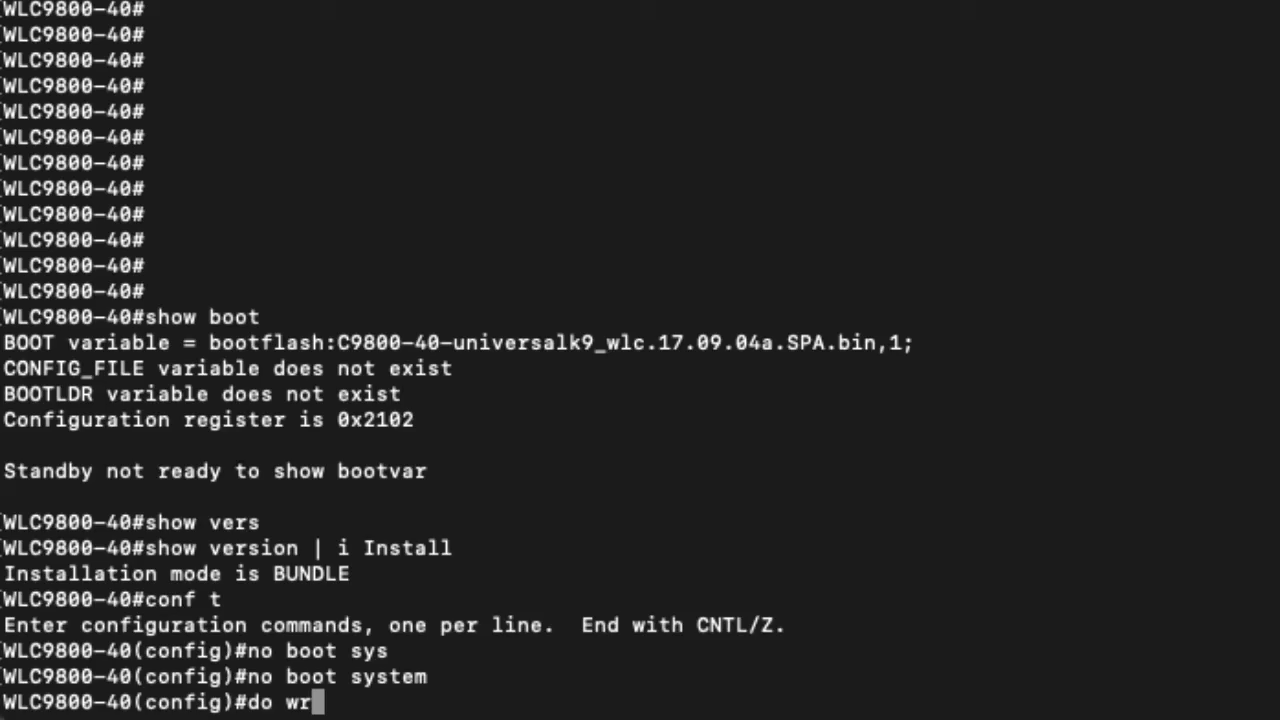 WLC9800-40#
WLC9800-40#
WLC9800-40#
WLC9800-40#
WLC9800-40#
WLC9800-40#
WLC9800-40#
WLC9800-40#
WLC9800-40#
WLC9800-40#
WLC9800-40#
WLC9800-40#
WLC9800-40#show boot
BOOT variable = bootflash:C9800-40-universalk9_wlc.17.09.04a.SPA.bin,1;
CONFIG_FILE variable does not exist
BOOTLDR variable does not exist
Configuration register is 0x2102
Standby not ready to show bootvar
WLC9800-40#show vers
WLC9800-40#show version | i Install
Installation mode is BUNDLE
WLC9800-40#conf t
Enter configuration commands, one per line.  End with CNTL/Z.
WLC9800-40(config)#no boot sys
WLC9800-40(config)#no boot system
WLC9800-40(config)#do wr